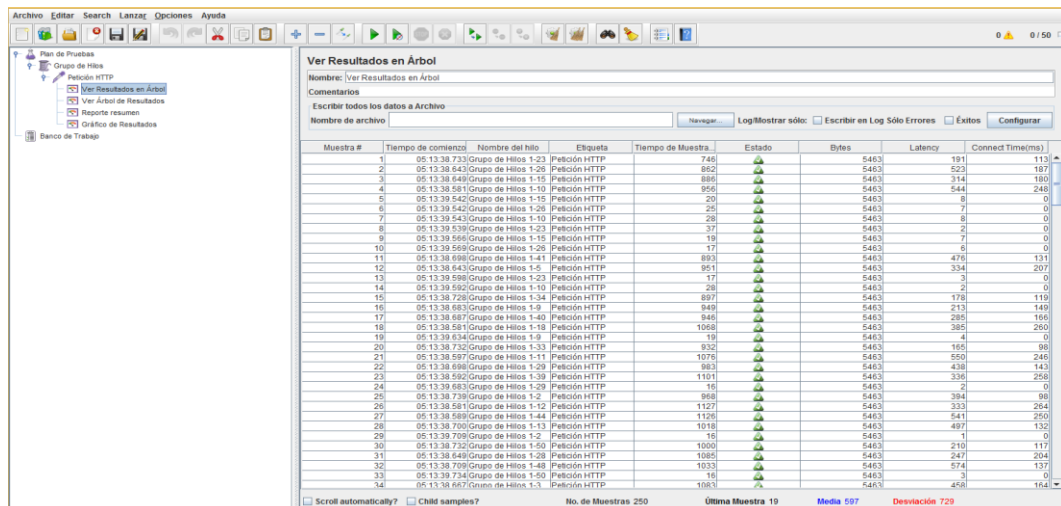 Archivo Editar Search Lanzar Opciones Ayuda
0 0 / 50
Plan de Pruebas
Grupo de Hilos
Petición HTTP
Ver Resultados en Árbol
Ver Árbol de Resultados
Reporte resumen
Gráfico de Resultados
Banco de Trabajo
Ver Resultados en Árbol
Nombre: Ver Resultados en Árbol
Comentarios
Escribir todos los datos a Archivo
Nombre de archivo Navegar... Log/Mostrar sólo: Escribir en Log Sólo Errores Éxitos Configurar
Muestra # Tiempo de comienzo Nombre del hilo Etiqueta Tiempo de Muestra... Estado Bytes Latency Connect Time(ms)
1 05:13:38.733 Grupo de Hilos 1-23 Petición HTTP 746 5463 191 113
2 05:13:38.643 Grupo de Hilos 1-26 Petición HTTP 862 5463 523 187
3 05:13:38.649 Grupo de Hilos 1-15 Petición HTTP 886 5463 314 180
4 05:13:38.581 Grupo de Hilos 1-10 Petición HTTP 956 5463 544 248
5 05:13:39.542 Grupo de Hilos 1-15 Petición HTTP 20 5463 8 0
6 05:13:39.542 Grupo de Hilos 1-26 Petición HTTP 25 5463 7 0
7 05:13:39.543 Grupo de Hilos 1-10 Petición HTTP 28 5463 8 0
8 05:13:39.539 Grupo de Hilos 1-23 Petición HTTP 37 5463 2 0
9 05:13:39.566 Grupo de Hilos 1-15 Petición HTTP 19 5463 7 0
10 05:13:39.569 Grupo de Hilos 1-26 Petición HTTP 17 5463 6 0
11 05:13:38.698 Grupo de Hilos 1-41 Petición HTTP 893 5463 476 131
12 05:13:38.643 Grupo de Hilos 1-5 Petición HTTP 951 5463 334 207
13 05:13:39.598 Grupo de Hilos 1-23 Petición HTTP 17 5463 3 0
14 05:13:39.592 Grupo de Hilos 1-10 Petición HTTP 28 5463 2 0
15 05:13:38.728 Grupo de Hilos 1-34 Petición HTTP 897 5463 178 119
16 05:13:38.683 Grupo de Hilos 1-9 Petición HTTP 949 5463 213 149
17 05:13:38.687 Grupo de Hilos 1-40 Petición HTTP 946 5463 285 166
18 05:13:38.581 Grupo de Hilos 1-18 Petición HTTP 1068 5463 385 260
19 05:13:39.634 Grupo de Hilos 1-9 Petición HTTP 19 5463 4 0
20 05:13:38.732 Grupo de Hilos 1-33 Petición HTTP 932 5463 165 98
21 05:13:38.597 Grupo de Hilos 1-11 Petición HTTP 1076 5463 550 246
22 05:13:38.698 Grupo de Hilos 1-29 Petición HTTP 983 5463 438 143
23 05:13:38.592 Grupo de Hilos 1-39 Petición HTTP 1101 5463 336 258
24 05:13:39.683 Grupo de Hilos 1-29 Petición HTTP 16 5463 2 0
25 05:13:38.739 Grupo de Hilos 1-2 Petición HTTP 968 5463 394 98
26 05:13:38.581 Grupo de Hilos 1-12 Petición HTTP 1127 5463 333 264
27 05:13:38.589 Grupo de Hilos 1-44 Petición HTTP 1126 5463 541 250
28 05:13:38.700 Grupo de Hilos 1-13 Petición HTTP 1018 5463 497 132
29 05:13:39.709 Grupo de Hilos 1-2 Petición HTTP 16 5463 1 0
30 05:13:38.732 Grupo de Hilos 1-50 Petición HTTP 1000 5463 210 117
31 05:13:38.649 Grupo de Hilos 1-28 Petición HTTP 1085 5463 247 204
32 05:13:38.709 Grupo de Hilos 1-48 Petición HTTP 1033 5463 574 137
33 05:13:39.734 Grupo de Hilos 1-50 Petición HTTP 16 5463 3 0
34 05:13:38.667 Grupo de Hilos 1-3 Petición HTTP 1083 5463 458 164
Scroll automatically? Child samples? No. de Muestras 250 Última Muestra 19 Media 597 Desviación 729